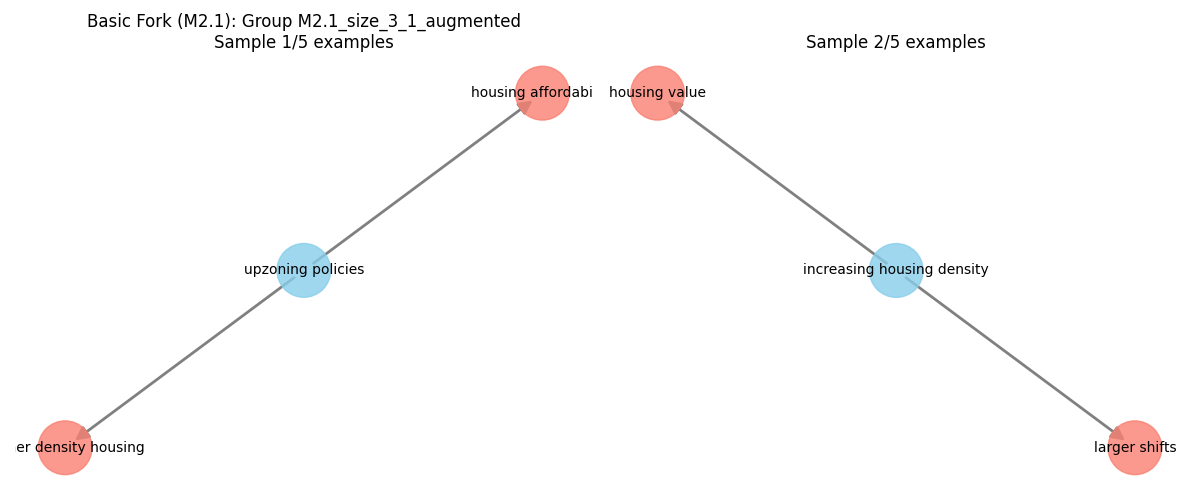 Basic Fork (M2.1): Group M2.1_size_3_1_augmented
Sample 1/5 examples
Sample 2/5 examples
housing affordabi
housing value
upzoning policies
increasing housing density
er density housing
larger shifts